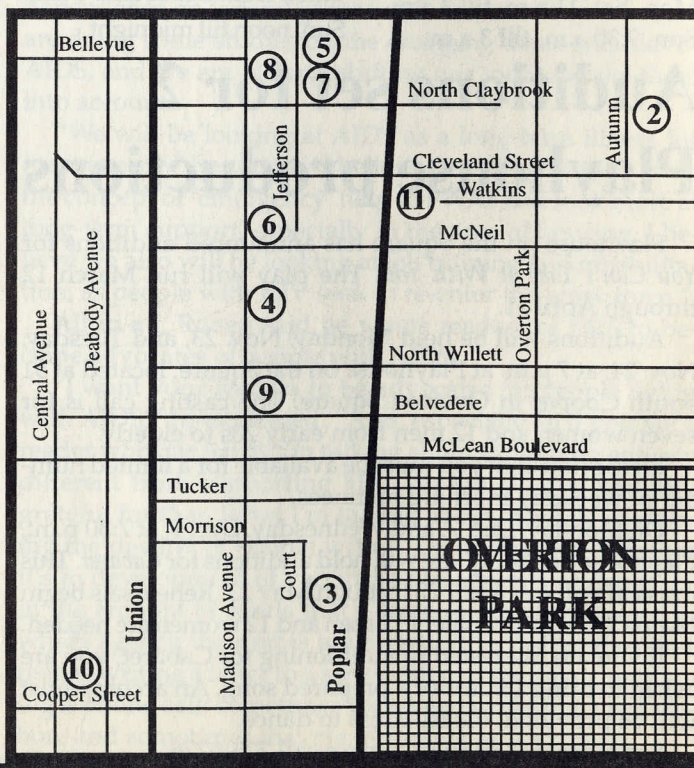 Bellevue
5
8
7
North Claybrook
2
Autunm
Jefferson
Cleveland Street
Watkins
11
6
McNeil
Peabody Avenue
Central Avenue
4
Overton Park
North Willett
9
Belvedere
McLean Boulevard
Tucker
Morrison
OVERTON
PARK
Union
Madison Avenue
Court
3
Poplar
10
Cooper Street